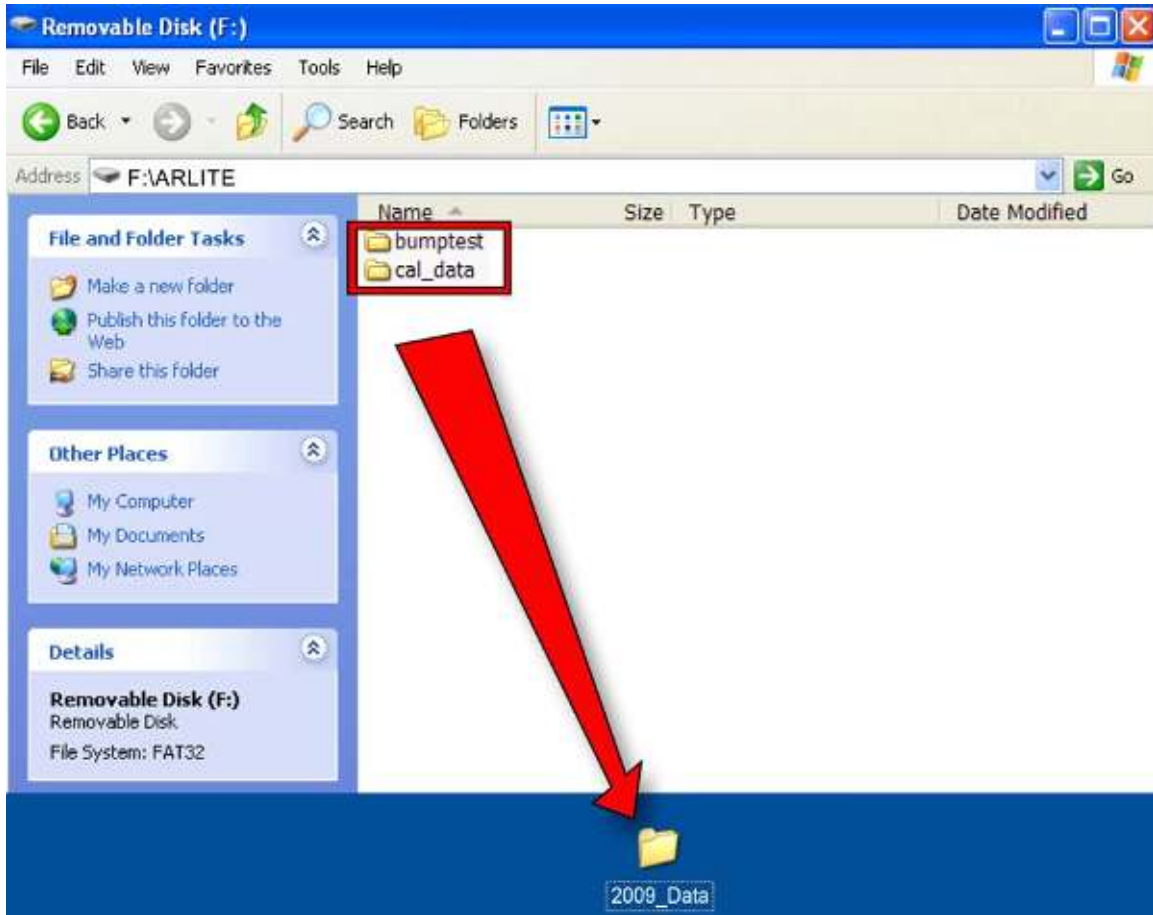 Removable Disk (F:)
File Edit View Favorites Tools Help
Back Search Folders
Address F:\ARLITE Go
Name Size Type Date Modified
bumptest
cal_data
File and Folder Tasks
Make a new folder
Publish this folder to the
Web
Share this folder
Other Places
My Computer
My Documents
My Network Places
Details
Removable Disk (F:)
Removable Disk
File System: FAT32
2009_Data